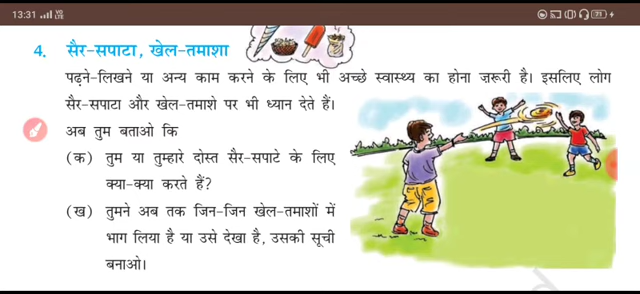 13:31
4. सैर-सपाटा, खेल-तमाशा
पढ़ने-लिखने या अन्य काम करने के लिए भी अच्छे स्वास्थ्य का होना ज़रूरी है। इसलिए लोग
सैर-सपाटा और खेल-तमाशे पर भी ध्यान देते हैं।
अब तुम बताओ कि
(क) तुम या तुम्हारे दोस्त सैर-सपाटे के लिए
क्या-क्या करते हैं?
(ख) तुमने अब तक जिन-जिन खेल-तमाशों में
भाग लिया है या उसे देखा है, उसकी सूची
बनाओ।